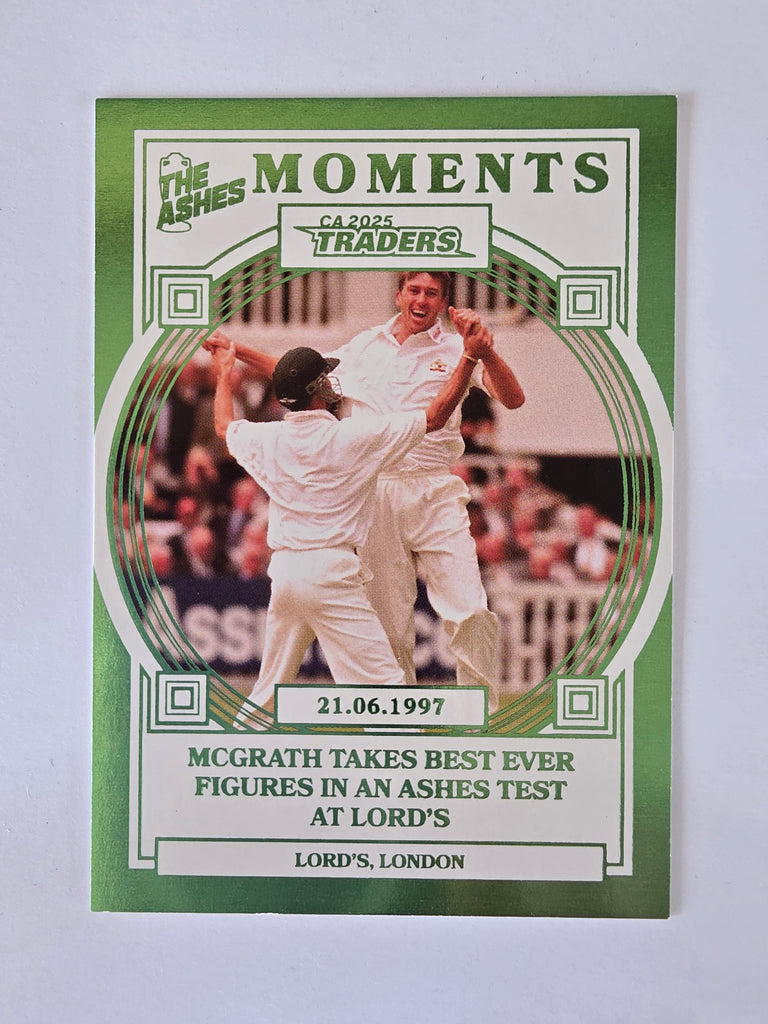 THE
ASHES
MOMENTS
CA 2025
TRADERS
Ass
21.06.1997
MCGRATH TAKES BEST EVER
FIGURES IN AN ASHES TEST
AT LORD'S
LORD'S, LONDON